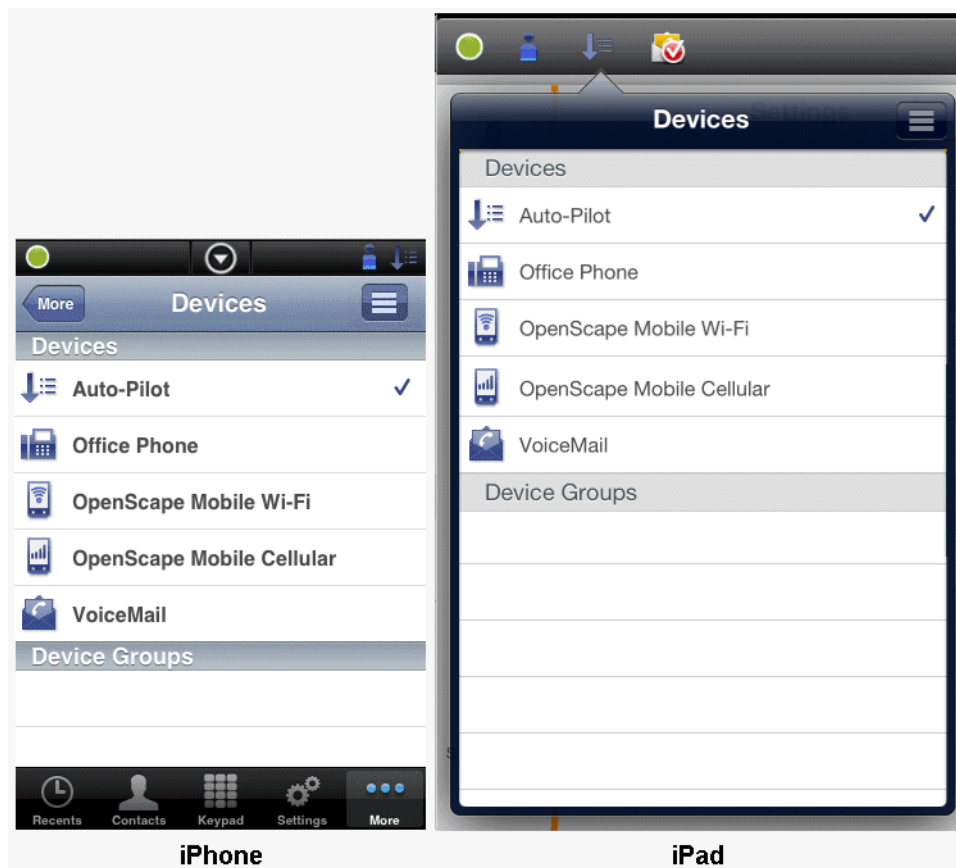 More
Devices
Devices
Auto-Pilot
Office Phone
OpenScape Mobile Wi-Fi
OpenScape Mobile Cellular
VoiceMail
Device Groups
Recents
Contacts
Keypad
Settings
More
iPhone
Devices
Settings
Devices
Auto-Pilot
Office Phone
OpenScape Mobile Wi-Fi
OpenScape Mobile Cellular
VoiceMail
Device Groups
iPad